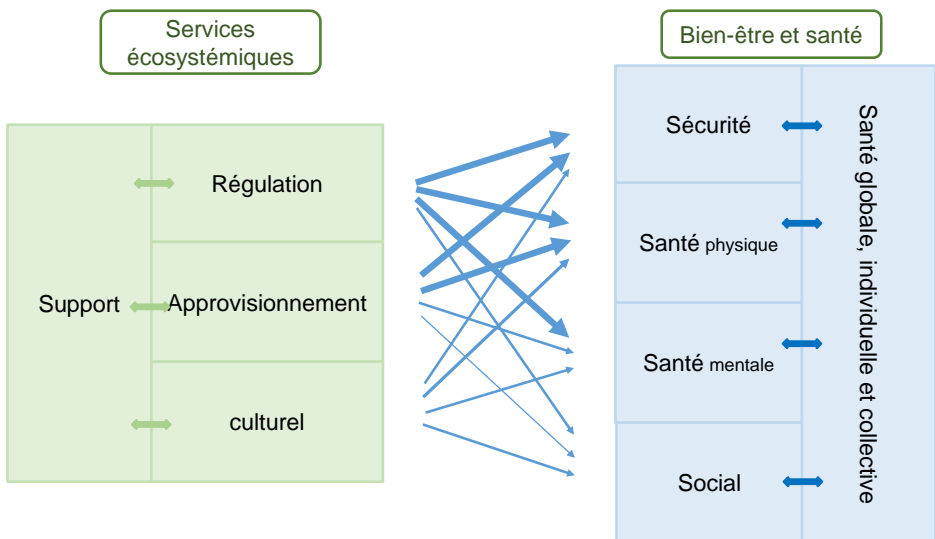 Services
écosystémiques
Bien-être et santé
Support
Régulation
Approvisionnement
culturel
Sécurité
Santé physique
Santé mentale
Social
Santé globale, individuelle et collective